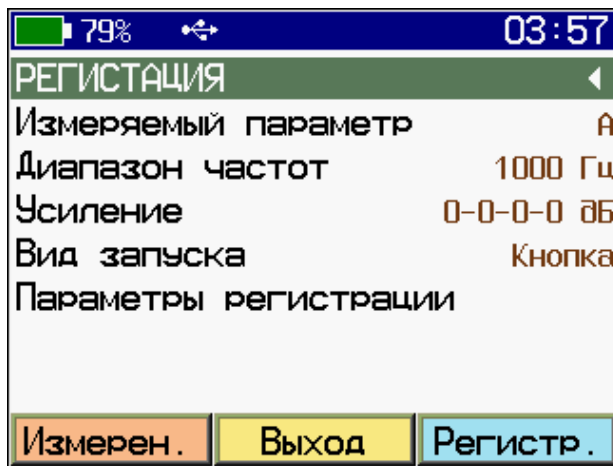 79% 03:57
РЕГИСТАЦИЯ
Измеряемый параметр А
Диапазон частот 1000 Гц
Усиление 0-0-0-0 дБ
Вид запуска Кнопка
Параметры регистрации
Измерен. Выход Регистр.